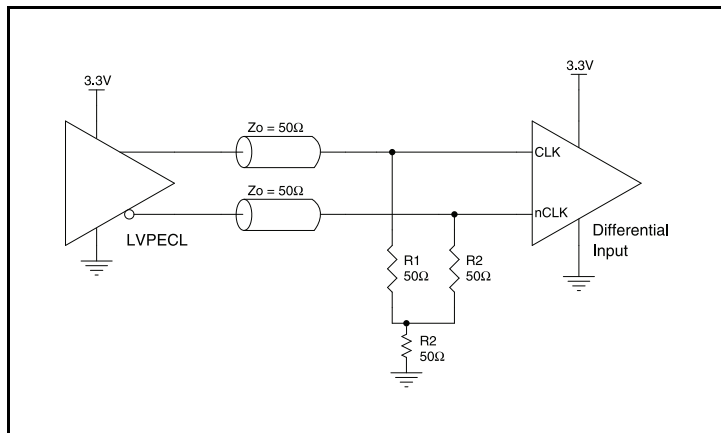 3.3V
3.3V
Zo = 50Ω
CLK
Zo = 50Ω
nCLK
LVPECL
Differential
Input
R1
50Ω
R2
50Ω
R2
50Ω